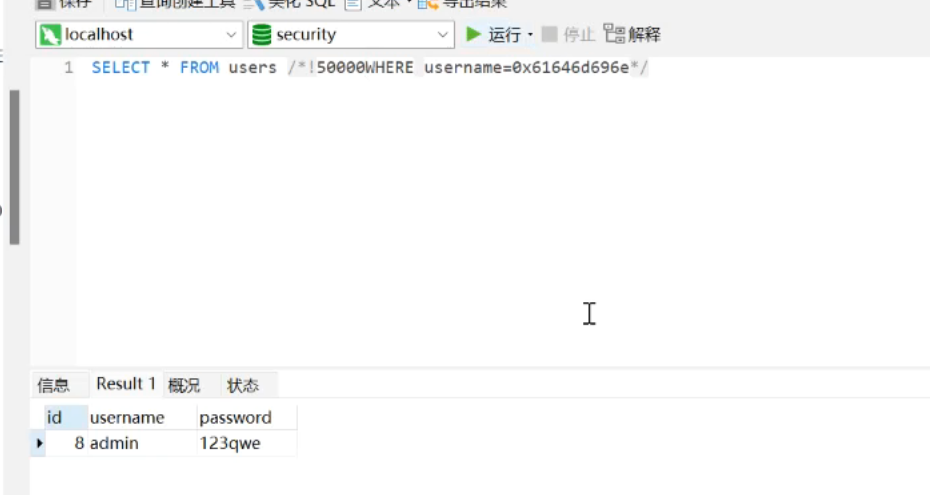 保存 查询创建工具 美化 SQL 文本 导出结果
localhost security 运行 停止 解释
1 SELECT * FROM users /*!50000WHERE username=0x61646d696e*/
信息 Result 1 概况 状态
id username password
8 admin 123qwe